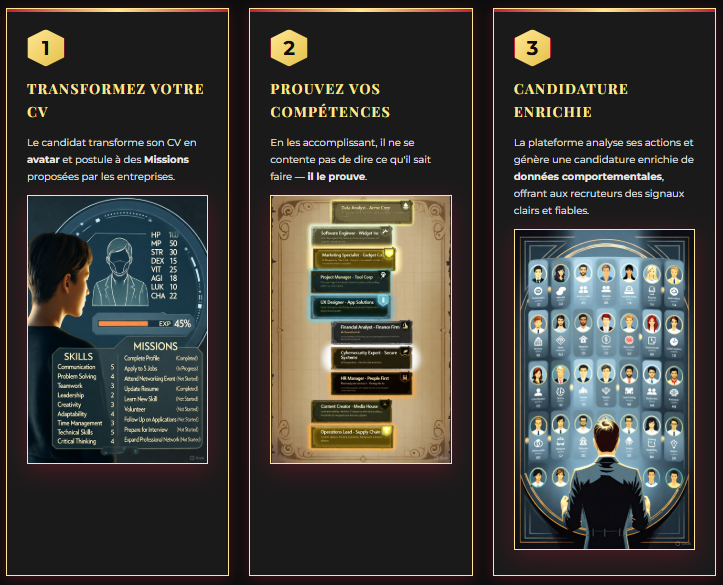 1
TRANSFORMEZ VOTRE
CV
Le candidat transforme son CV en
avatar et postule à des Missions
proposées par les entreprises.
HP
MP 50
STR 30
DEX 15
VIT 25
AGI 18
LUK 10
CHA 22
EXP 45%
SKILLS
Communication 5
Problem Solving 5
Teamwork 3
Leadership 2
Creativity 3
Adaptability 4
Time Management 3
Technical Skills 5
Critical Thinking 4
MISSIONS
Complete Profile (Completed)
Apply to 5 Jobs (In Progress)
Attend Networking Event (Not Started)
Update Resume (Completed)
Learn New Skill (Not Started)
Volunteer (Not Started)
Follow Up on Applications (Not Started)
Prepare for Interview (Not Started)
Expand Professional Network (Not Started)
2
PROUVEZ VOS
COMPÉTENCES
En les accomplissant, il ne se
contente pas de dire ce qu'il sait
faire — il le prouve.
Data Analyst - Acme Corp
Software Engineer - Widget
Marketing Specialist - Gadget
Project Manager - Tool Corp
UX Designer - App Solutions
Financial Analyst - Finance Firm
Cybersecurity Expert - Secure
Systems
HR Manager - People First
Content Creator - Media House
Operations Lead - Supply Chain
3
CANDIDATURE
ENRICHIE
La plateforme analyse ses actions et
génère une candidature enrichie de
données comportementales,
offrant aux recruteurs des signaux
clairs et fiables.